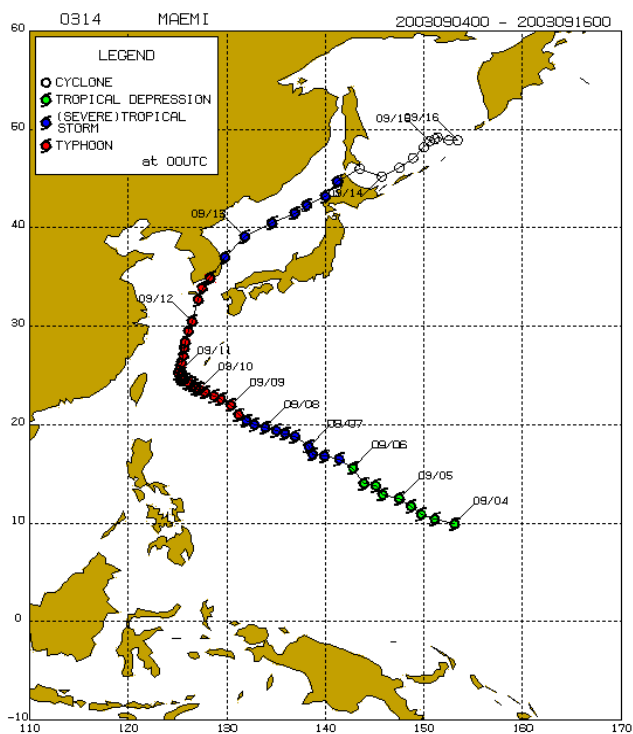 0314 MAEMI 2003090400 - 2003091600
LEGEND
CYCLONE
TROPICAL DEPRESSION
(SEVERE)TROPICAL
STORM
TYPHOON
at 00UTC
60
50
40
30
20
10
0
-10
110 120 130 140 150 160 170
09/15
09/16
09/14
09/13
09/12
09/11
09/10
09/09
09/08
09/07
09/06
09/05
09/04